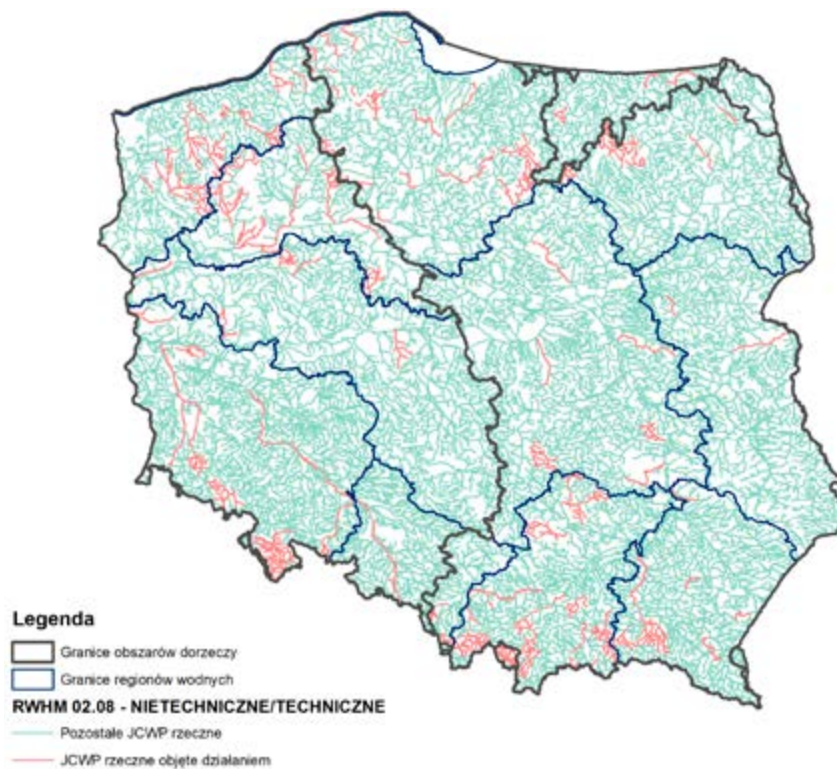 Legenda
Granice obszarów dorzeczy
Granice regionów wodnych
RWHM 02.08 - NIETECHNICZNE/TECHNICZNE
Pozostałe JCWP rzeczne
JCWP rzeczne objęte działaniem